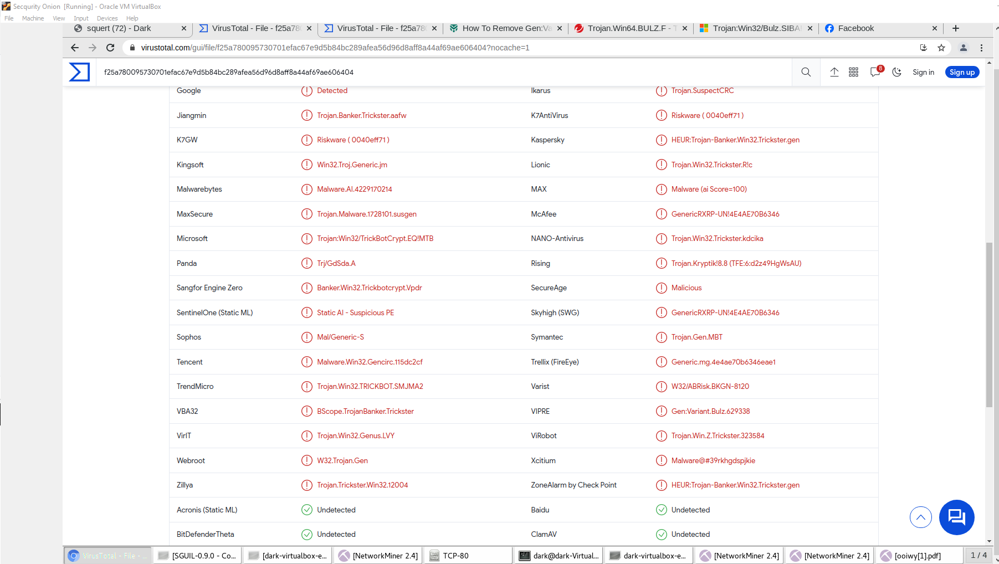 Secqurity Onion [Running] - Oracle VM VirtualBox
File Machine View Input Devices Help
squert (72) - Dark
VirusTotal - File - f25a78
VirusTotal - File - f25a78
How To Remove Gen:Va
Trojan.Win64.BULZ.F - T
Trojan:Win32/Bulz.SIBA!
Facebook
virustotal.com/gui/file/f25a780095730701efac67e9d5b84bc289afea56d96d8aff8a44af69ae606404?nocache=1
f25a780095730701efac67e9d5b84bc289afea56d96d8aff8a44af69ae606404
8
Sign in
Sign up
Google Detected Ikarus Trojan.SuspectCRC
Jiangmin Trojan.Banker.Trickster.aafw K7AntiVirus Riskware ( 0040eff71 )
K7GW Riskware ( 0040eff71 ) Kaspersky HEUR:Trojan-Banker.Win32.Trickster.gen
Kingsoft Win32.Troj.Generic.jm Lionic Trojan.Win32.Trickster.R!c
Malwarebytes Malware.AI.4229170214 MAX Malware (ai Score=100)
MaxSecure Trojan.Malware.1728101.susgen McAfee GenericRXRP-UN!4E4AE70B6346
Microsoft Trojan:Win32/TrickBotCrypt.EQ!MTB NANO-Antivirus Trojan.Win32.Trickster.kdcika
Panda Trj/GdSda.A Rising Trojan.Kryptik!8.8 (TFE:6:d2z49HgWsAU)
Sangfor Engine Zero Banker.Win32.Trickbotcrypt.Vpdr SecureAge Malicious
SentinelOne (Static ML) Static AI - Suspicious PE Skyhigh (SWG) GenericRXRP-UN!4E4AE70B6346
Sophos Mal/Generic-S Symantec Trojan.Gen.MBT
Tencent Malware.Win32.Gencirc.115dc2cf Trellix (FireEye) Generic.mg.4e4ae70b6346eae1
TrendMicro Trojan.Win32.TRICKBOT.SMJMA2 Varist W32/ABRisk.BKGN-8120
VBA32 BScope.TrojanBanker.Trickster VIPRE Gen:Variant.Bulz.629338
VirIT Trojan.Win32.Genus.LVY ViRobot Trojan.Win.Z.Trickster.323584
Webroot W32.Trojan.Gen Xcitium Malware@#39rkhgdspjkie
Zillya Trojan.Trickster.Win32.12004 ZoneAlarm by Check Point HEUR:Trojan-Banker.Win32.Trickster.gen
Acronis (Static ML) Undetected Baidu Undetected
BitDefenderTheta Undetected ClamAV Undetected
VirusTotal - File - ...
[SGUIL-0.9.0 - Co...
[dark-virtualbox-e...
[NetworkMiner 2.4]
TCP-80
dark@dark-Virtual...
dark-virtualbox-e...
[NetworkMiner 2.4]
[NetworkMiner 2.4]
[ooiwy[1].pdf]
1 / 4